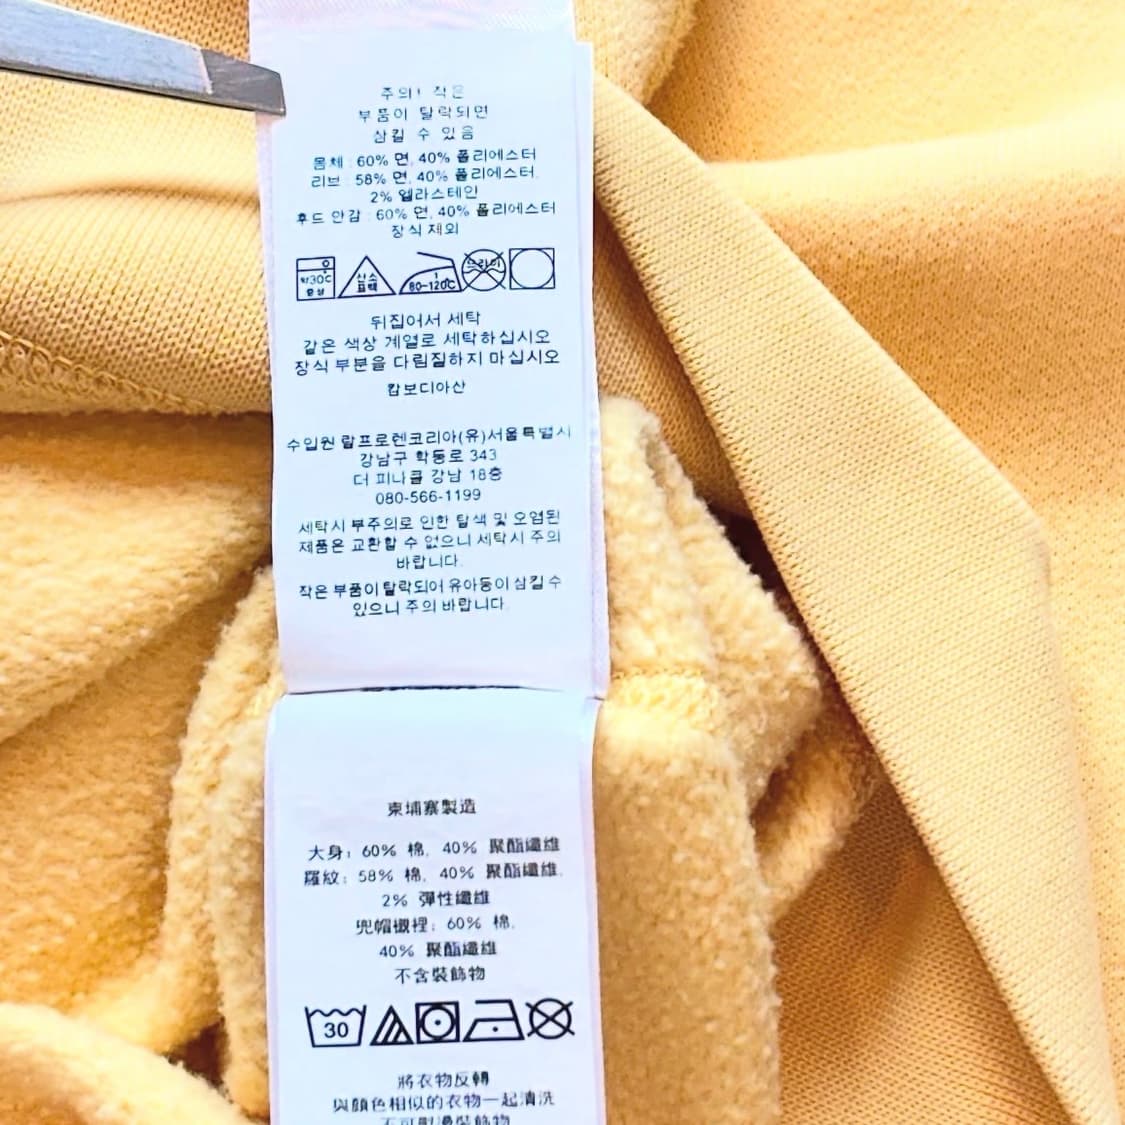 주의! 작은
부품이 탈락되면
삼킬 수 있음
몸체 : 60% 면, 40% 폴리에스터
리브 : 58% 면, 40% 폴리에스터,
2% 엘라스테인
후드 안감 : 60% 면, 40% 폴리에스터
장식 제외
약30℃
중성
산소
표백
80-120℃
드라이
뒤집어서 세탁
같은 색상 계열로 세탁하십시오
장식 부분을 다림질하지 마십시오
캄보디아산
수입원 랄프로렌코리아(유)서울특별시
강남구 학동로 343
더 피나클 강남 18층
080-566-1199
세탁시 부주의로 인한 탈색 및 오염된
제품은 교환할 수 없으니 세탁시 주의
바랍니다.
작은 부품이 탈락되어 유아등이 삼킬 수
있으니 주의 바랍니다.
柬埔寨製造
大身: 60% 棉, 40% 聚酯纖維
羅紋: 58% 棉, 40% 聚酯纖維,
2% 彈性纖維
兜帽襯裡: 60% 棉,
40% 聚酯纖維
不含裝飾物
30
將衣物反轉
與顏色相似的衣物一起清洗